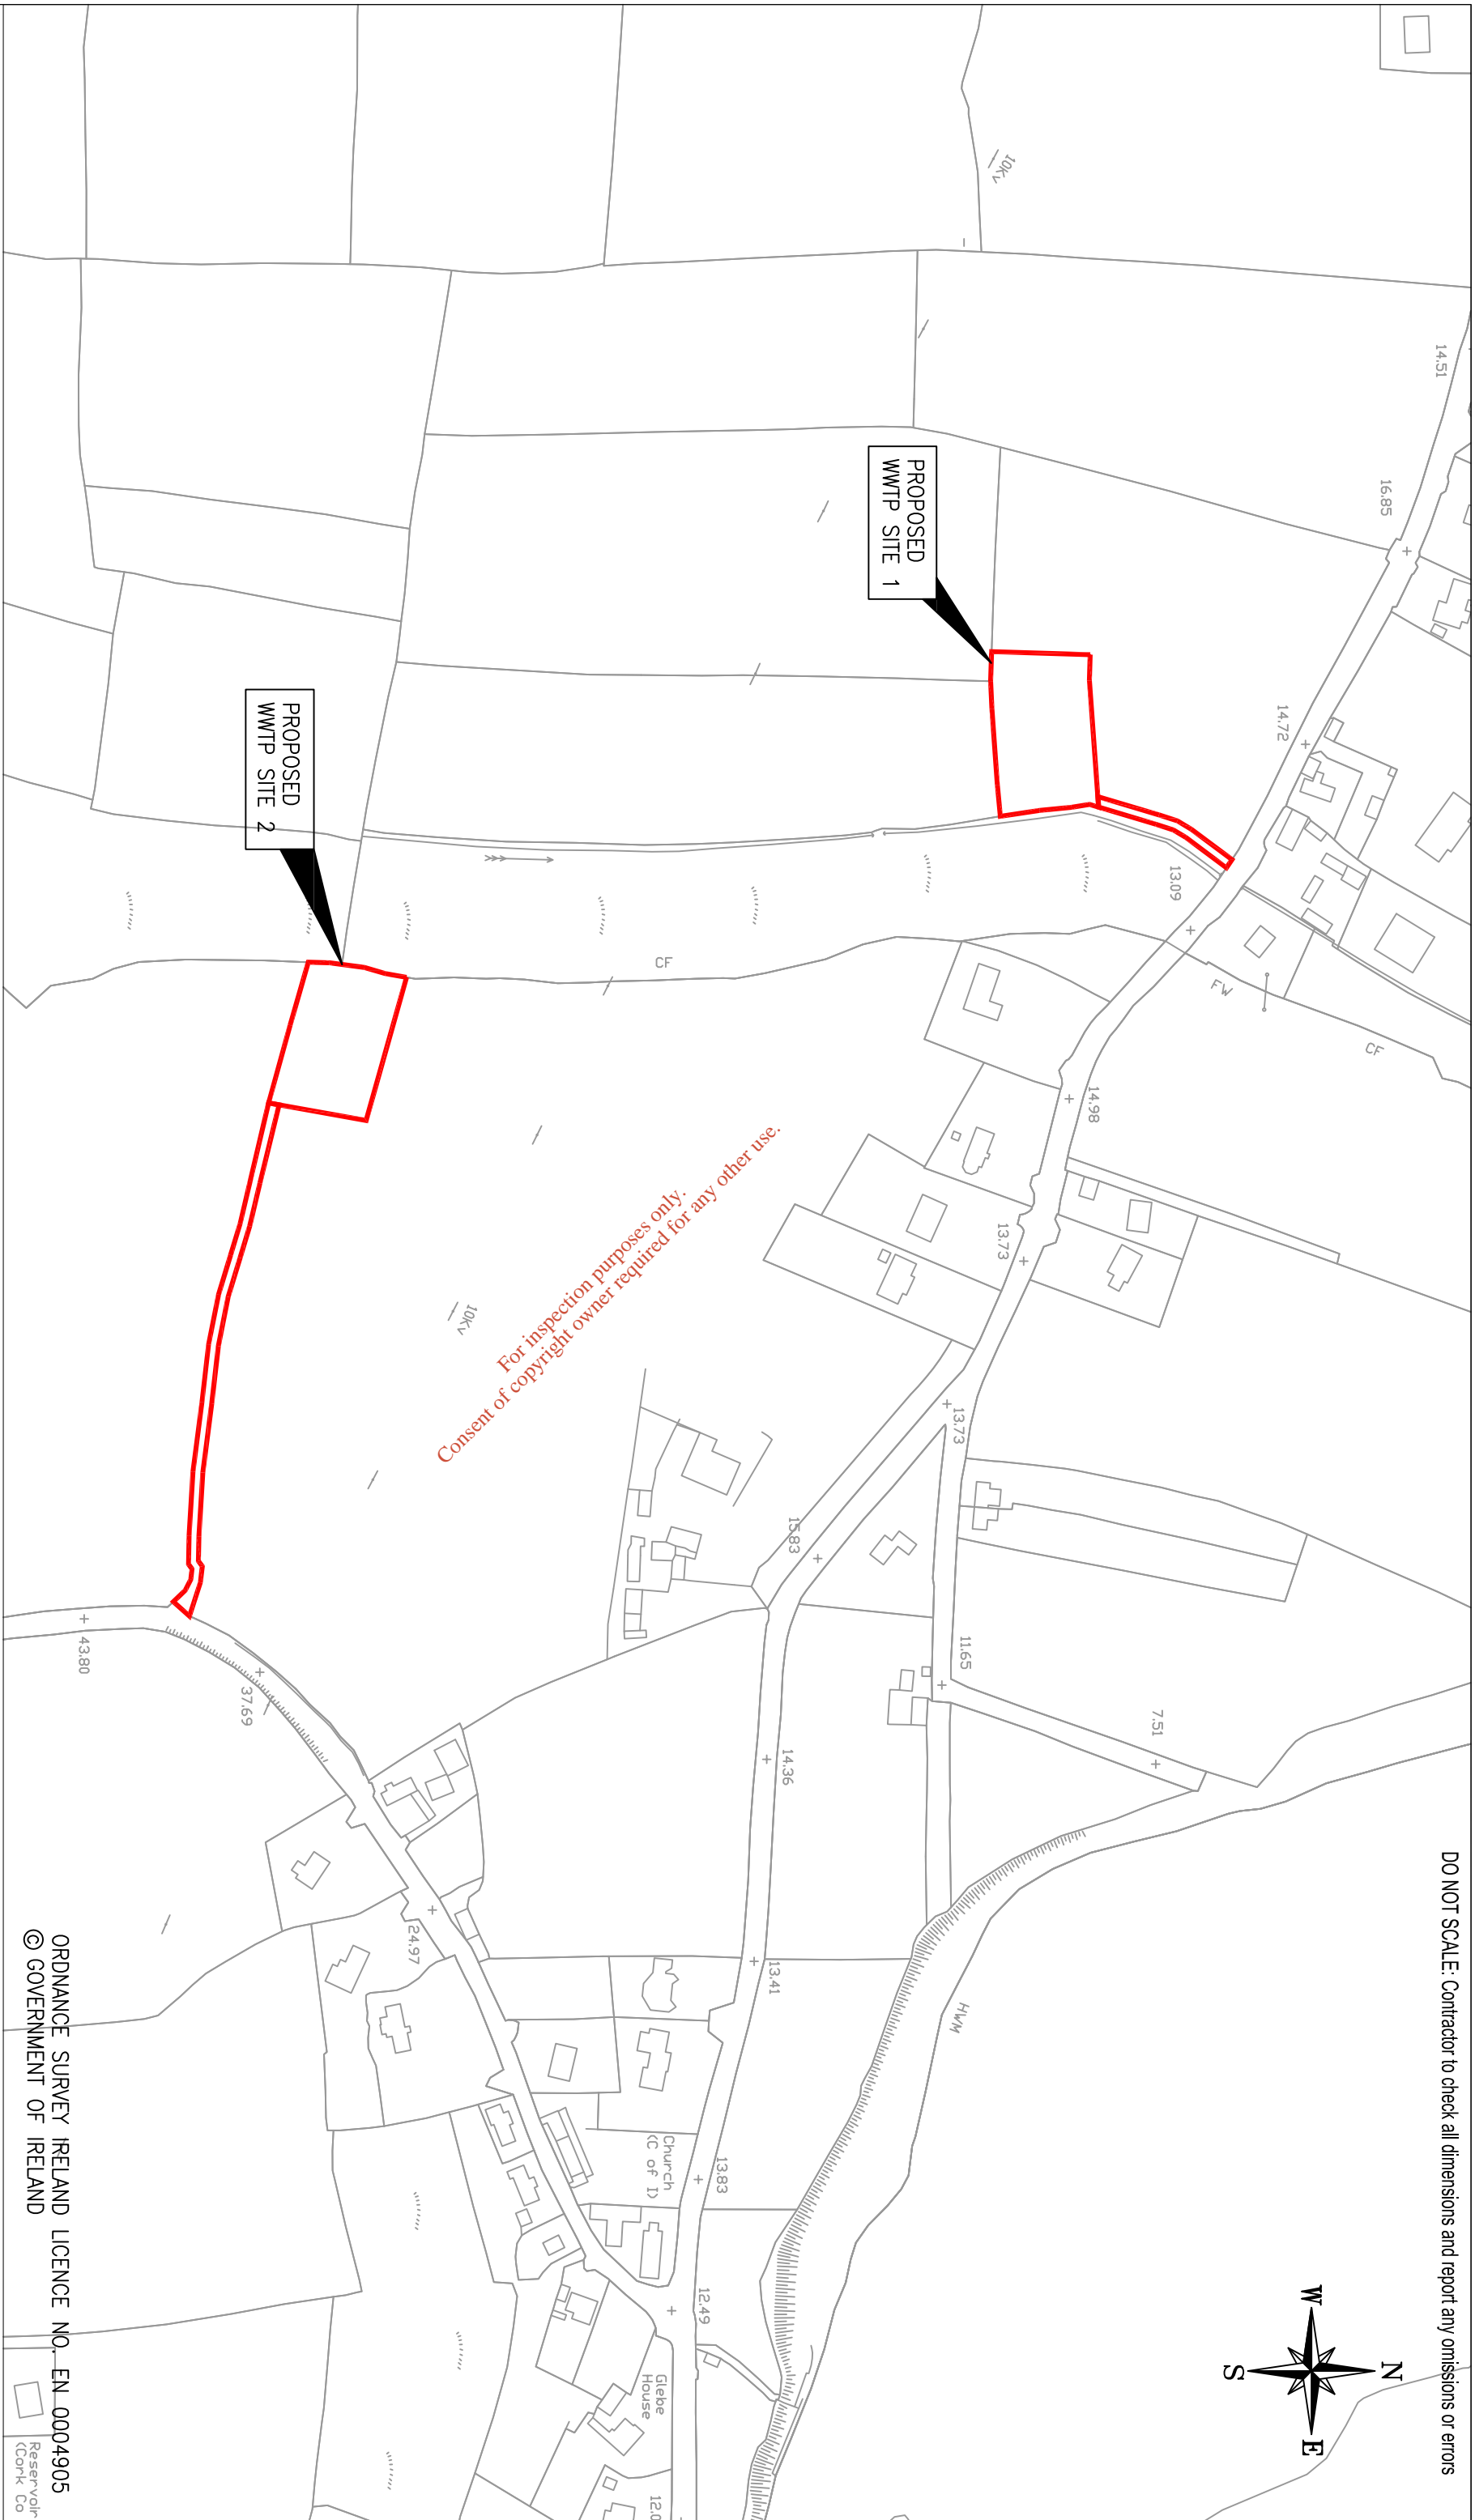 DO NOT SCALE: Contractor to check all dimensions and report any omissions or errors
N
W
E
S
14.51
16.85
14.72
13.09
FW
CF
14.98
13.73
13.73
11.65
7.51
15.83
14.36
13.41
13.83
12.49
HWM
PROPOSED
WWTP SITE 1
PROPOSED
WWTP SITE 2
CF
Church
(C of I)
Glebe
House
24.97
37.69
43.80
For inspection purposes only.
Consent of copyright owner required for any other use.
ORDNANCE SURVEY IRELAND LICENCE NO. EN 0004905
© GOVERNMENT OF IRELAND
Reservoir
(Cork Co